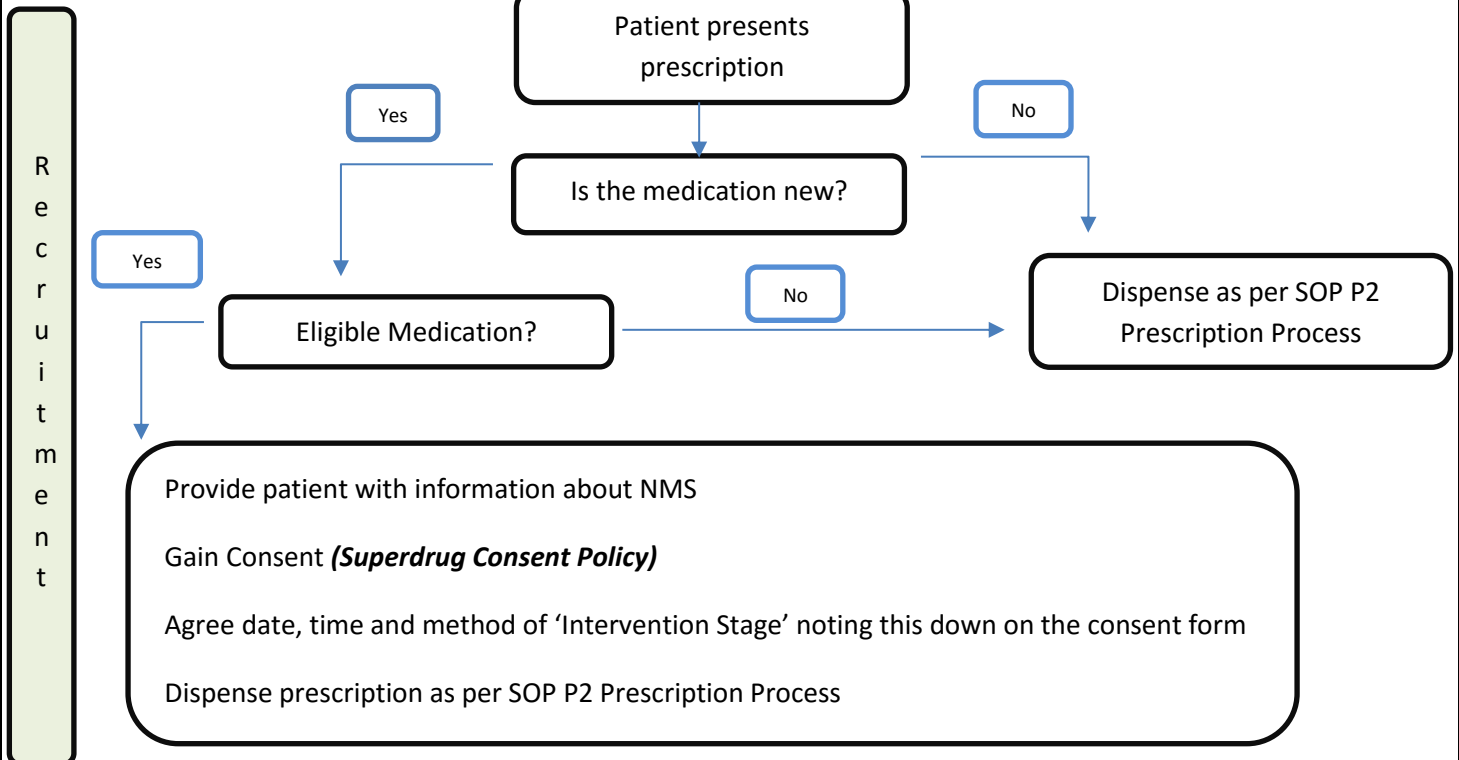 Recruitment
Patient presents
prescription
Yes
No
Is the medication new?
Yes
No
Eligible Medication?
Dispense as per SOP P2
Prescription Process
Provide patient with information about NMS
Gain Consent (Superdrug Consent Policy)
Agree date, time and method of ‘Intervention Stage’ noting this down on the consent form
Dispense prescription as per SOP P2 Prescription Process